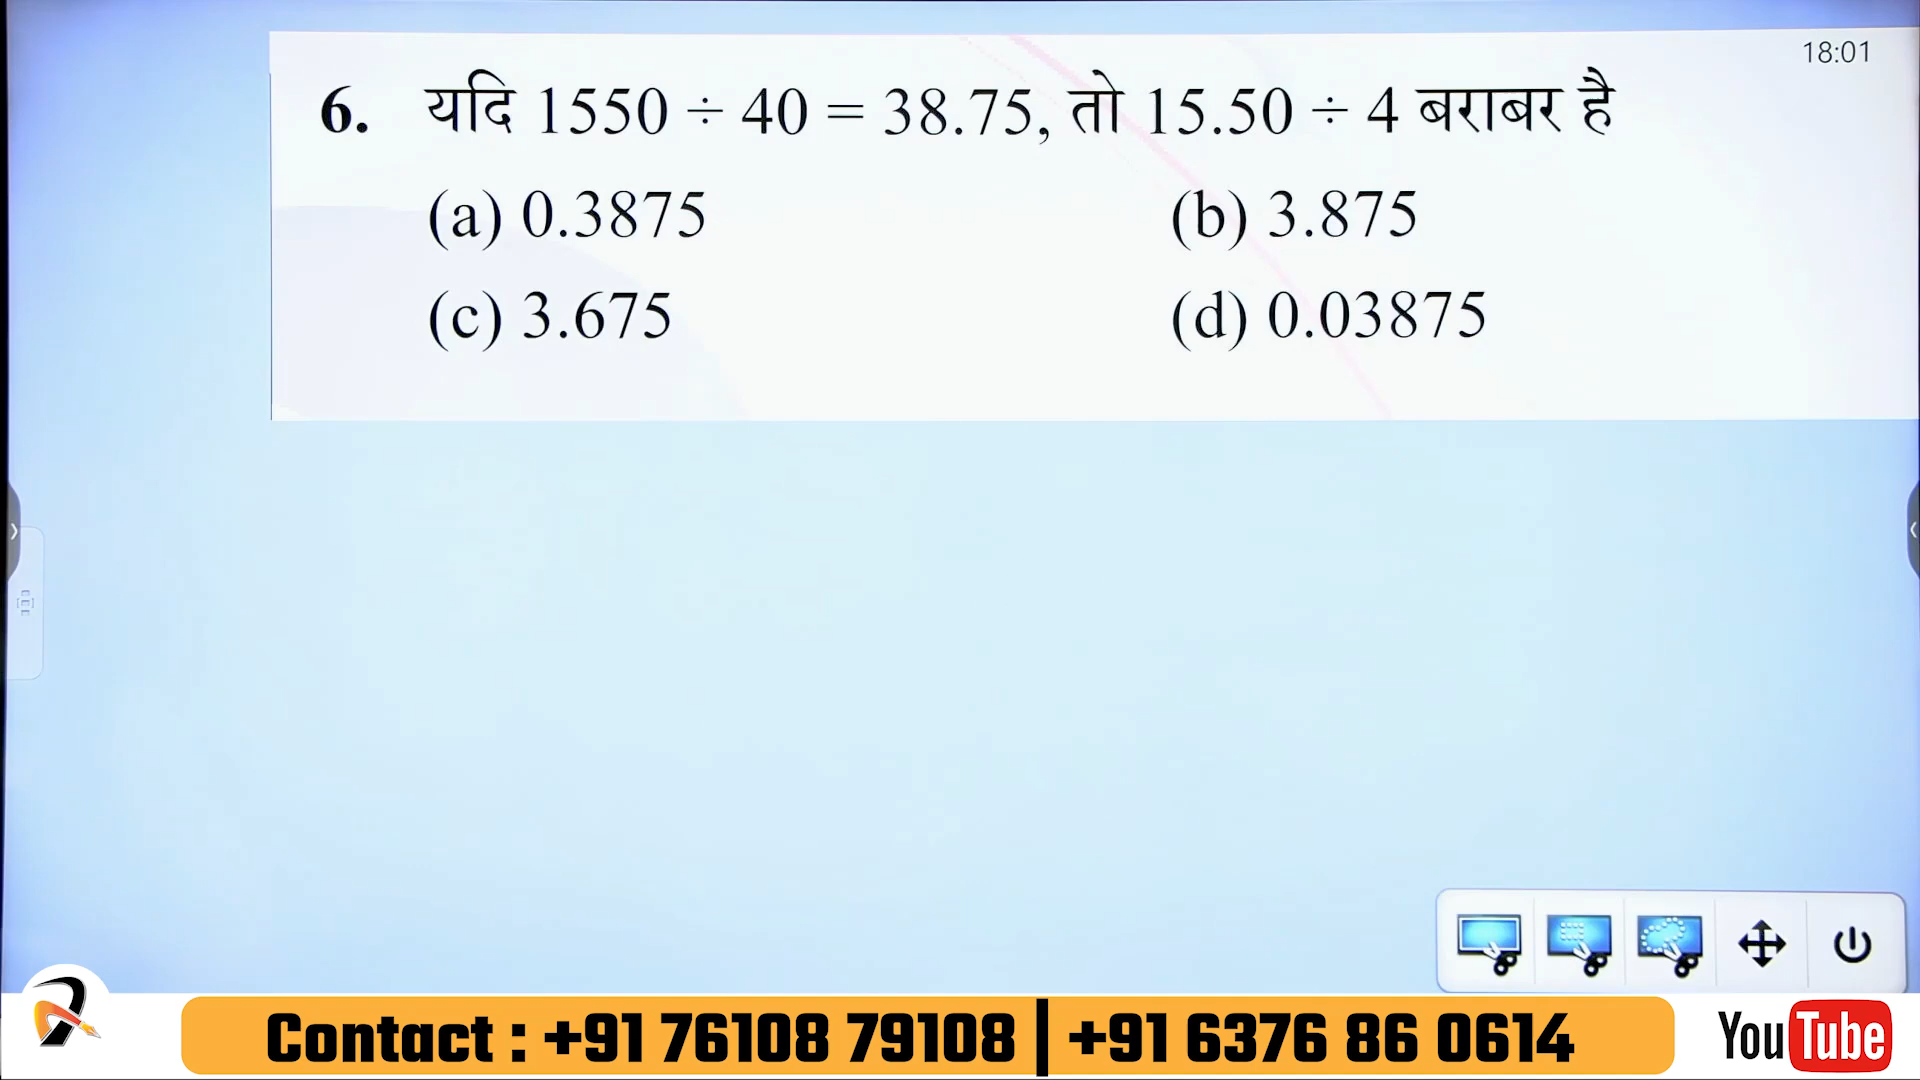 18:01
6. यदि 1550 ÷ 40 = 38.75, तो 15.50 ÷ 4 बराबर है
(a) 0.3875 (b) 3.875
(c) 3.675 (d) 0.03875
Contact : +91 76108 79108 | +91 6376 86 0614
YouTube